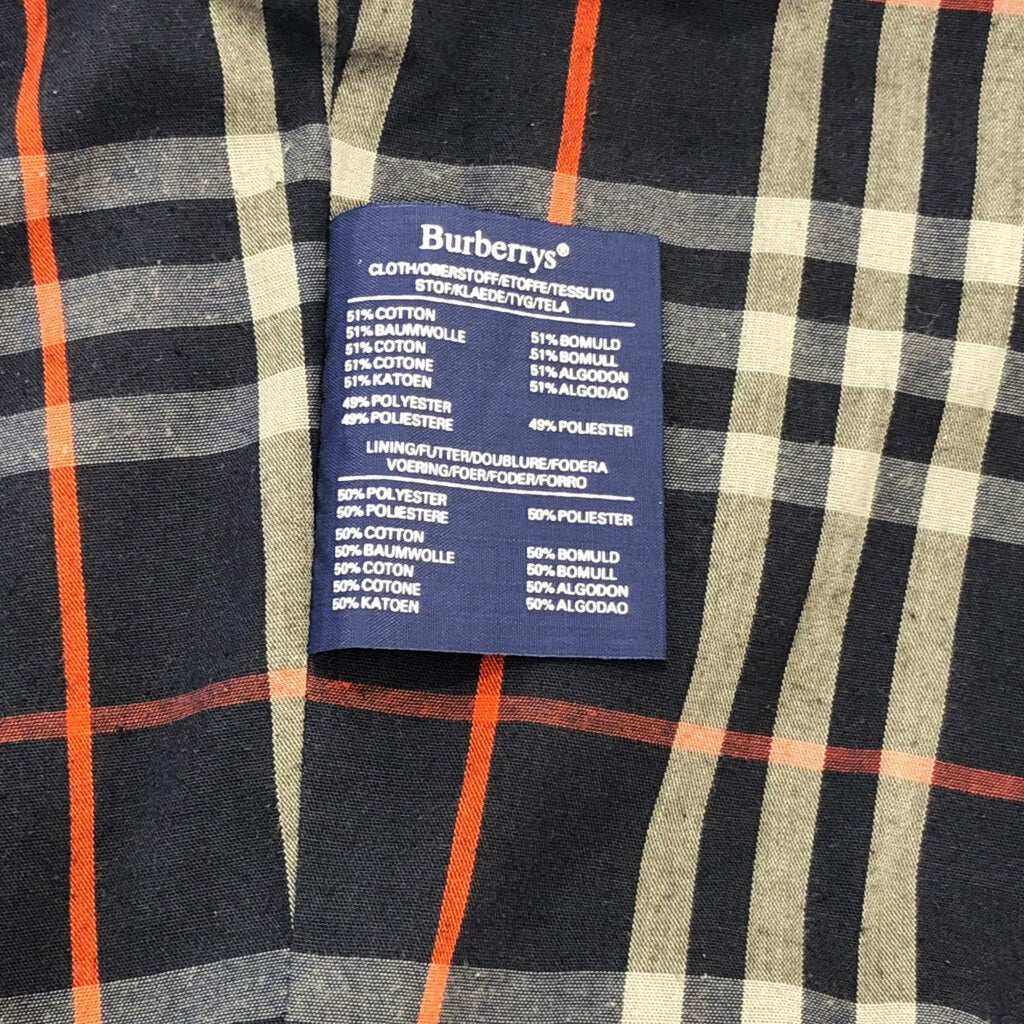 Burberrys®
CLOTH/OBERSTOFF/ETOFFE/TESSUTO
STOF/KLAEDE/TYG/TELA
51% COTTON
51% BAUMWOLLE 51% BOMULD
51% COTON 51% BOMULL
51% COTONE 51% ALGODON
51% KATOEN 51% ALGODAO
49% POLYESTER
49% POLIESTERE 49% POLIESTER
LINING/FUTTER/DOUBLURE/FODERA
VOERING/FOER/FODER/FORRO
50% POLYESTER
50% POLIESTERE 50% POLIESTER
50% COTTON
50% BAUMWOLLE 50% BOMULD
50% COTON 50% BOMULL
50% COTONE 50% ALGODON
50% KATOEN 50% ALGODAO